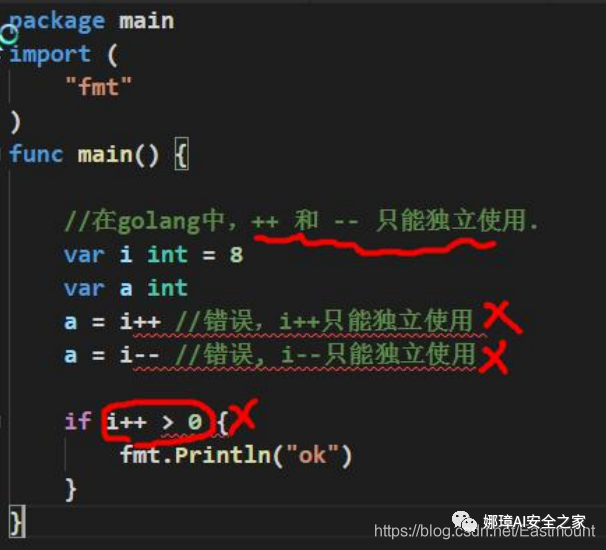 package main
import (
    "fmt"
)
func main() {
    //在golang中，++ 和 -- 只能独立使用.
    var i int = 8
    var a int
    a = i++ //错误，i++只能独立使用
    a = i-- //错误, i--只能独立使用
    if i++ > 0 {
        fmt.Println("ok")
    }
}
娜璋AI安全之家
https://blog.csdn.net/Eastmount